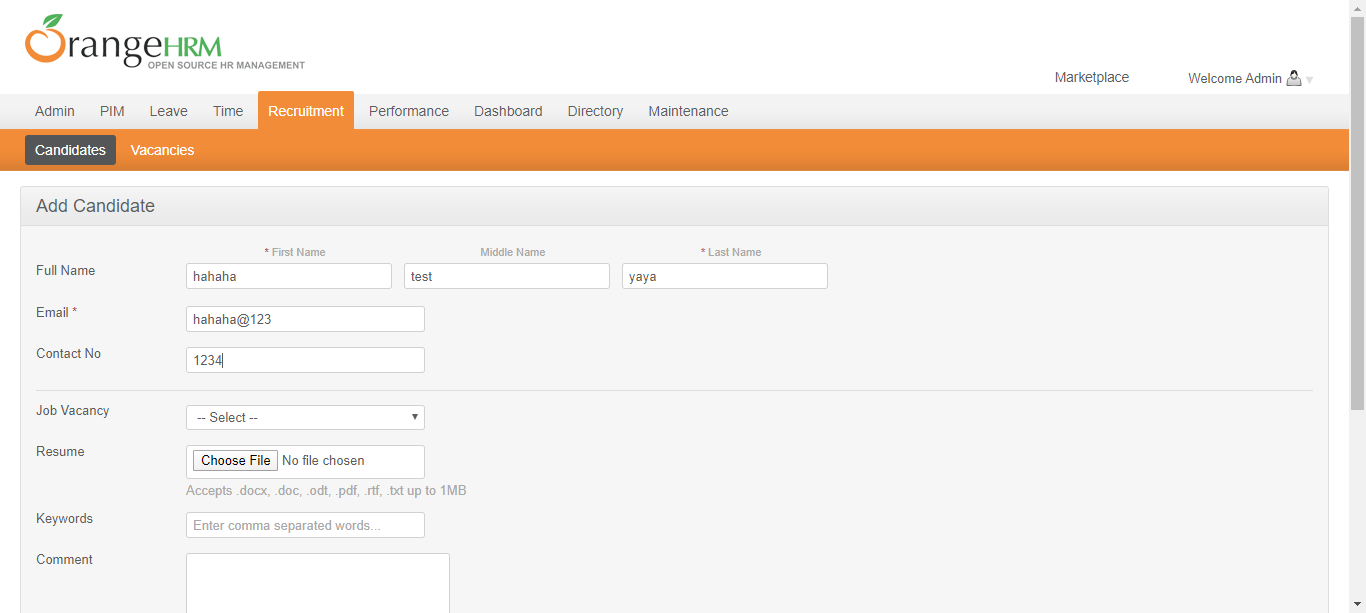 OrangeHRM
OPEN SOURCE HR MANAGEMENT
Marketplace Welcome Admin
Admin PIM Leave Time Recruitment Performance Dashboard Directory Maintenance
Candidates Vacancies
Add Candidate
* First Name Middle Name * Last Name
Full Name hahaha test yaya
Email * hahaha@123
Contact No 1234
Job Vacancy -- Select --
Resume Choose File No file chosen
Accepts .docx, .doc, .odt, .pdf, .rtf, .txt up to 1MB
Keywords Enter comma separated words...
Comment